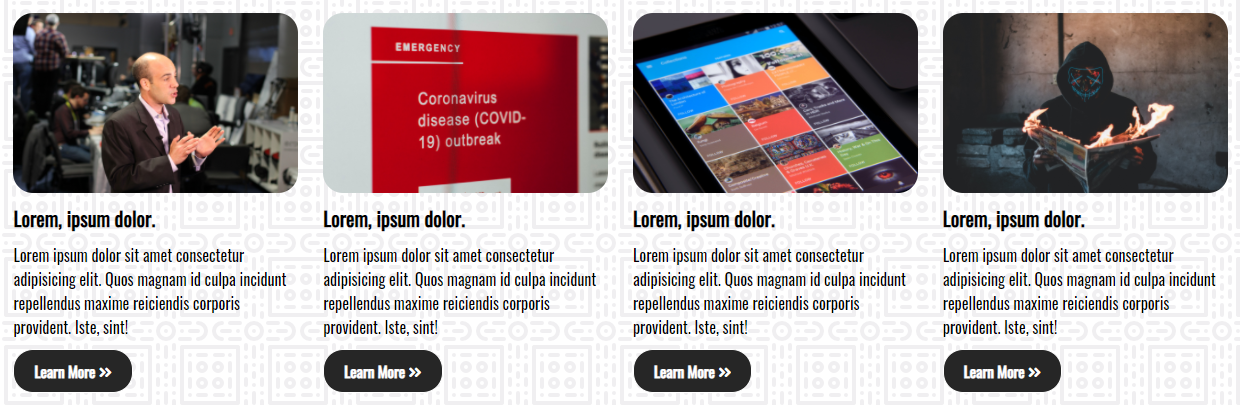 EMERGENCY
Coronavirus
disease (COVID-
19) outbreak
Lorem, ipsum dolor.
Lorem ipsum dolor sit amet consectetur
adipisicing elit. Quos magnam id culpa incidunt
repellendus maxime reiciendis corporis
provident. Iste, sint!
Learn More »
Lorem, ipsum dolor.
Lorem ipsum dolor sit amet consectetur
adipisicing elit. Quos magnam id culpa incidunt
repellendus maxime reiciendis corporis
provident. Iste, sint!
Learn More »
Lorem, ipsum dolor.
Lorem ipsum dolor sit amet consectetur
adipisicing elit. Quos magnam id culpa incidunt
repellendus maxime reiciendis corporis
provident. Iste, sint!
Learn More »
Lorem, ipsum dolor.
Lorem ipsum dolor sit amet consectetur
adipisicing elit. Quos magnam id culpa incidunt
repellendus maxime reiciendis corporis
provident. Iste, sint!
Learn More »